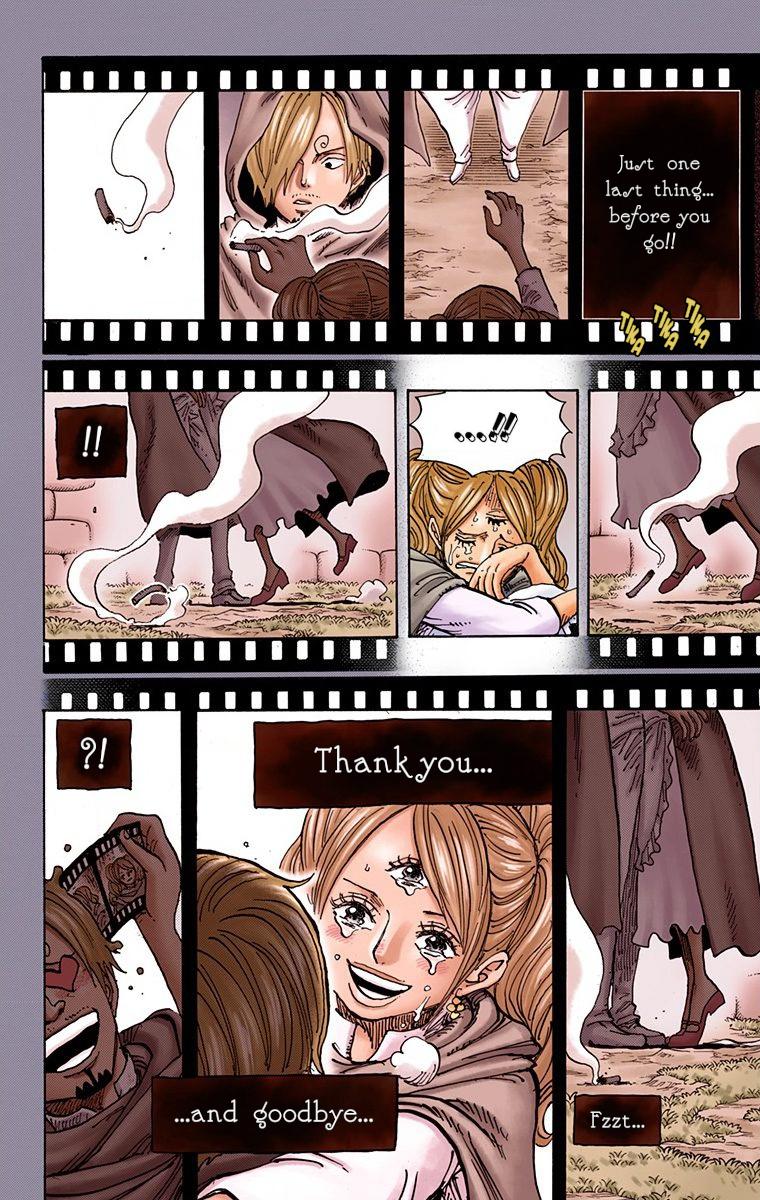 Just one
last thing...
before you
go!!
TIKA
TIKA
TIKA
!!
....!!
Thank you...
?!
...and goodbye...
Fzzt...